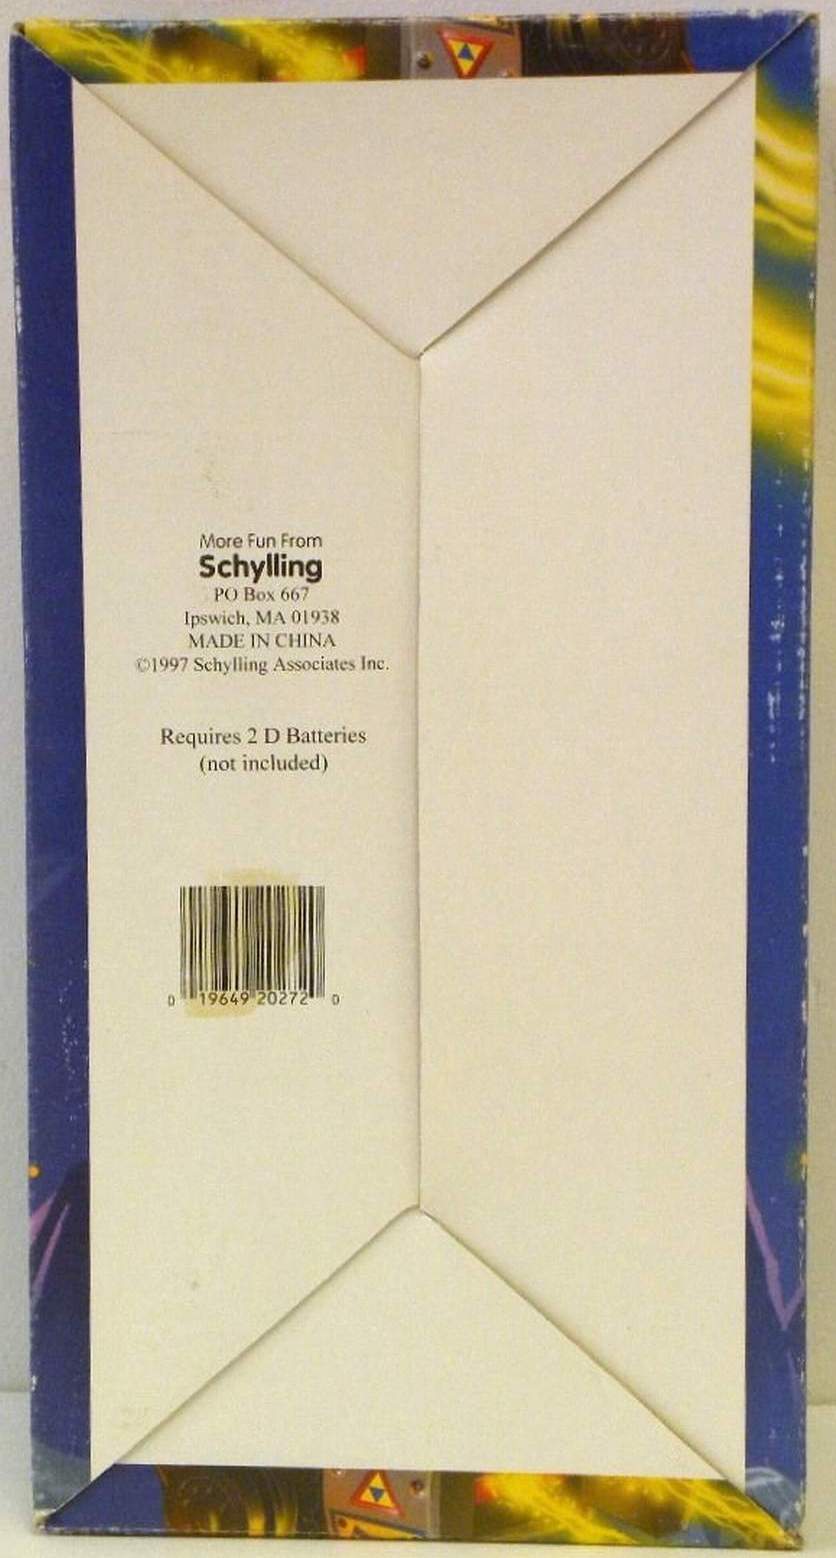 More Fun From
Schylling
PO Box 667
Ipswich, MA 01938
MADE IN CHINA
©1997 Schylling Associates Inc.
Requires 2 D Batteries
(not included)
0 19649 20272 0